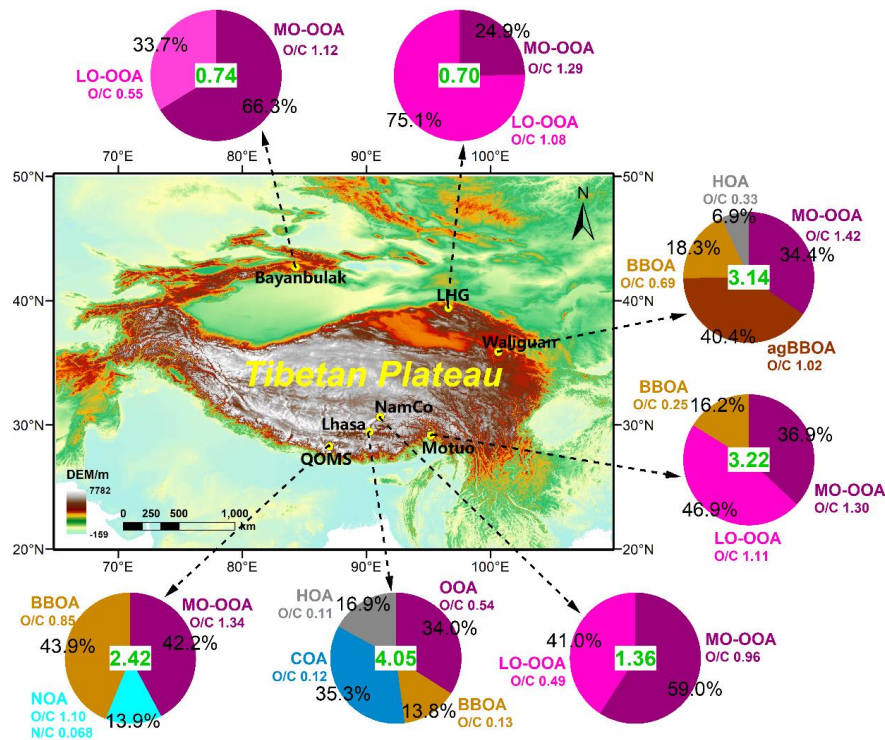 33.7%
MO-OOA
O/C 1.12
LO-OOA
O/C 0.55
0.74
66.3%
24.9%
MO-OOA
O/C 1.29
0.70
75.1%
LO-OOA
O/C 1.08
70°E 80°E 90°E 100°E
50°N 50°N
40°N 40°N
30°N 30°N
20°N 20°N
N
Bayanbulak
LHG
Waliguan
Tibetan Plateau
NamCo
Lhasa
QOMS
Motuo
DEM/m
7782
-159
0 250 500 1,000
km
70°E 80°E 90°E 100°E
HOA
O/C 0.33
6.9%
MO-OOA
O/C 1.42
18.3%
34.4%
BBOA
O/C 0.69
3.14
40.4%
agBBOA
O/C 1.02
BBOA
O/C 0.25
16.2%
36.9%
3.22
MO-OOA
O/C 1.30
46.9%
LO-OOA
O/C 1.11
BBOA
O/C 0.85
MO-OOA
O/C 1.34
43.9%
42.2%
2.42
NOA
O/C 1.10
N/C 0.068
13.9%
HOA
O/C 0.11
16.9%
OOA
O/C 0.54
34.0%
COA
O/C 0.12
4.05
35.3%
13.8%
BBOA
O/C 0.13
41.0%
MO-OOA
O/C 0.96
LO-OOA
O/C 0.49
1.36
59.0%